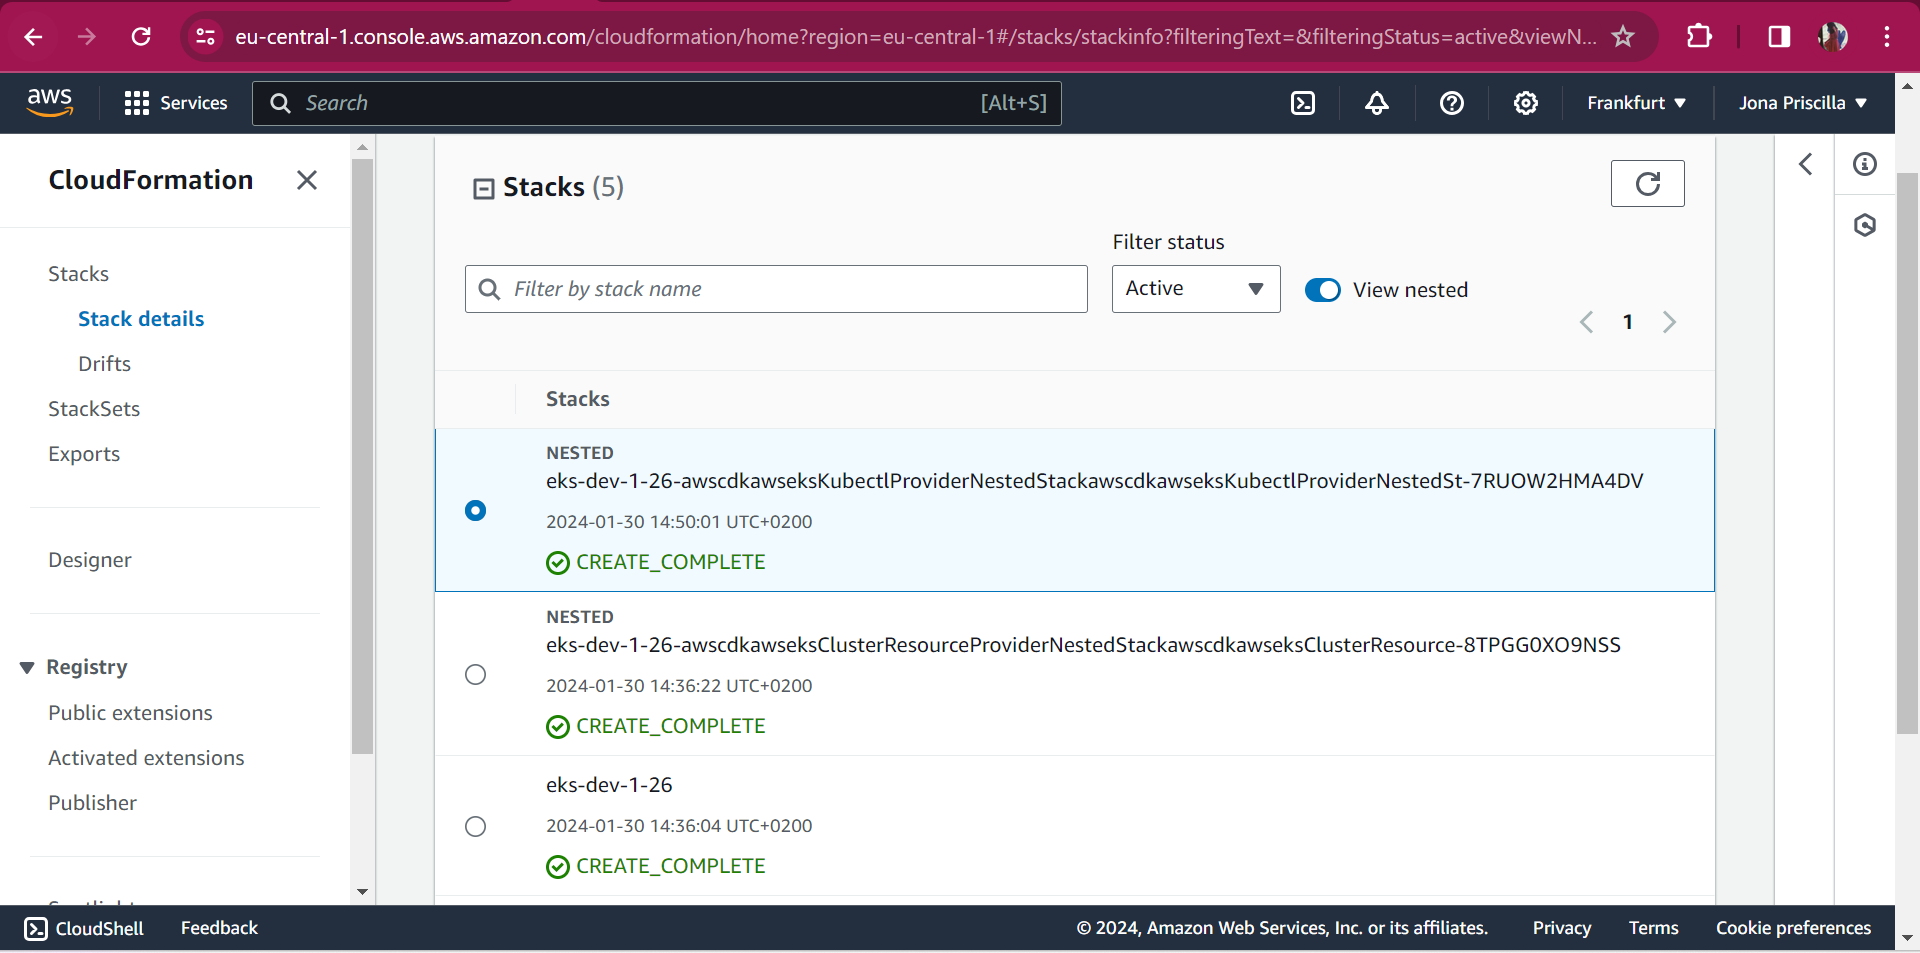 eu-central-1.console.aws.amazon.com/cloudformation/home?region=eu-central-1#/stacks/stackinfo?filteringText=&filteringStatus=active&viewN...
aws
Services
Search
[Alt+S]
Frankfurt
Jona Priscilla
CloudFormation
Stacks
Stack details
Drifts
StackSets
Exports
Designer
Registry
Public extensions
Activated extensions
Publisher
Stacks (5)
Filter status
Filter by stack name
Active
View nested
1
Stacks
NESTED
eks-dev-1-26-awscdkawseksKubectlProviderNestedStackawscdkawseksKubectlProviderNestedSt-7RUOW2HMA4DV
2024-01-30 14:50:01 UTC+0200
CREATE_COMPLETE
NESTED
eks-dev-1-26-awscdkawseksClusterResourceProviderNestedStackawscdkawseksClusterResource-8TPGG0XO9NSS
2024-01-30 14:36:22 UTC+0200
CREATE_COMPLETE
eks-dev-1-26
2024-01-30 14:36:04 UTC+0200
CREATE_COMPLETE
CloudShell
Feedback
© 2024, Amazon Web Services, Inc. or its affiliates.
Privacy
Terms
Cookie preferences